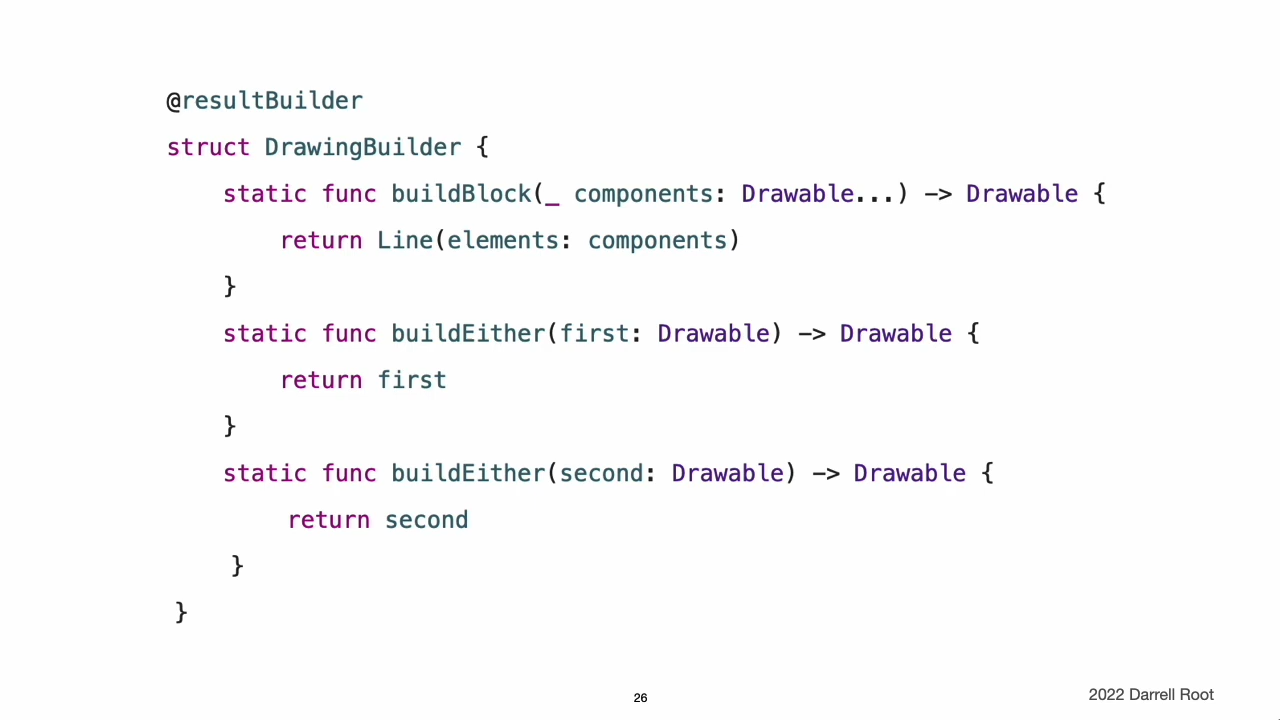 @resultBuilder
struct DrawingBuilder {
static func buildBlock(_ components: Drawable...) -> Drawable {
return Line(elements: components)
}
static func buildEither(first: Drawable) -> Drawable {
return first
}
static func buildEither(second: Drawable) -> Drawable {
return second
}
}
26
2022 Darrell Root